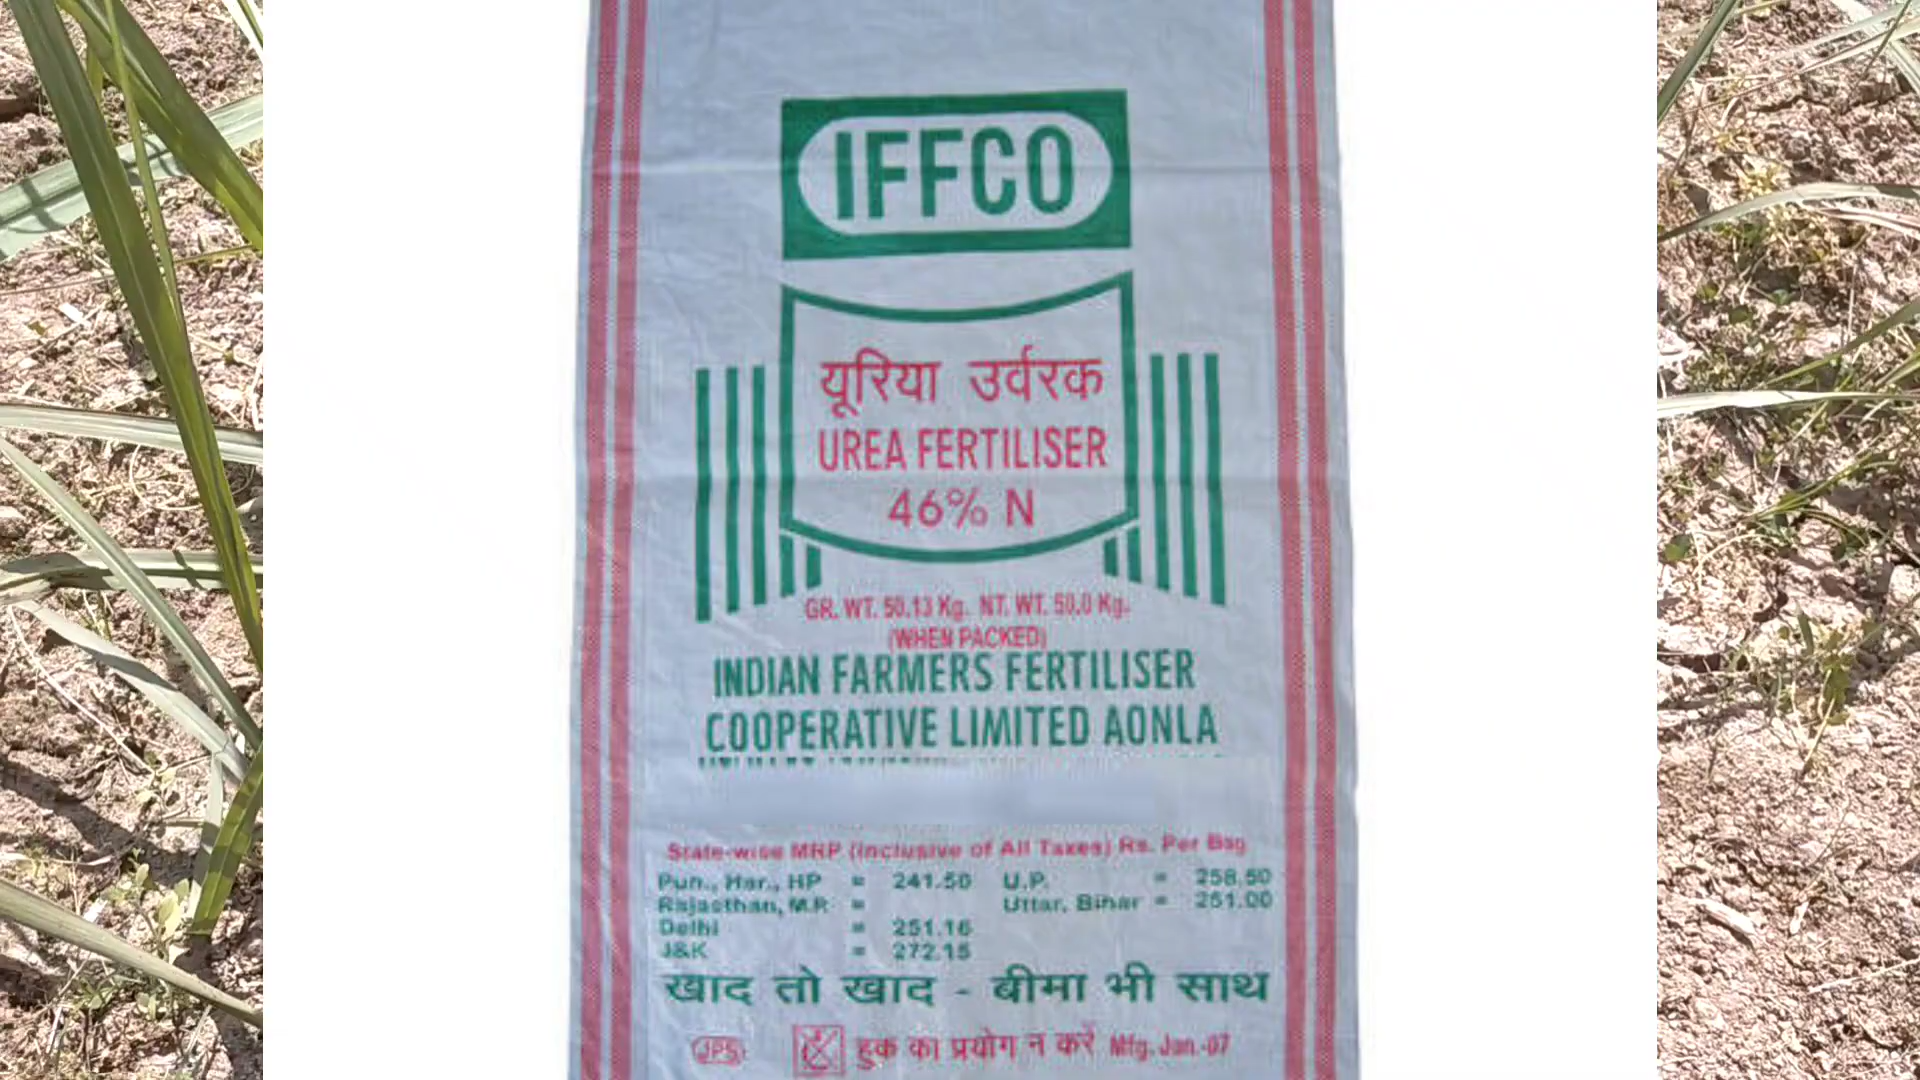 IFFCO
यूरिया उर्वरक
UREA FERTILISER
46% N
GR. WT. 50.13 Kg. NT. WT. 50.0 Kg.
(WHEN PACKED)
INDIAN FARMERS FERTILISER
COOPERATIVE LIMITED AONLA
State-wise MRP (Inclusive of All Taxes) Rs. Per Bag
Pun., Har., HP = 241.50 U.P. = 258.50
Rajasthan, M.P. = Uttar. Bihar = 251.00
Delhi = 251.16
J&K = 272.15
खाद तो खाद - बीमा भी साथ
JPS हुक का प्रयोग न करें Mfg. Jan.-07